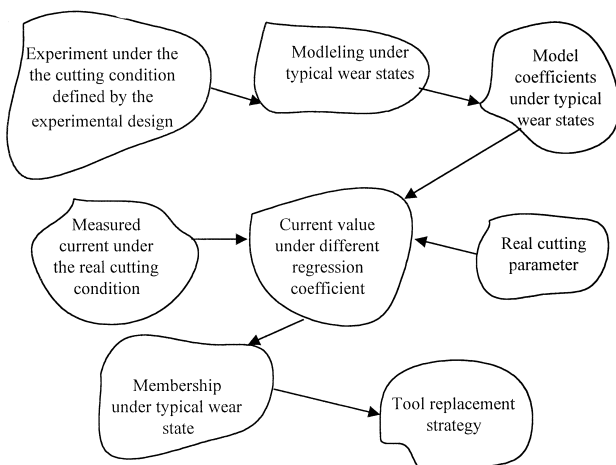 Experiment under the
the cutting condition
defined by the
experimental design
Modleling under
typical wear states
Model
coefficients
under typical
wear states
Measured
current under
the real cutting
condition
Current value
under different
regression
coefficient
Real cutting
parameter
Membership
under typical wear
state
Tool replacement
strategy